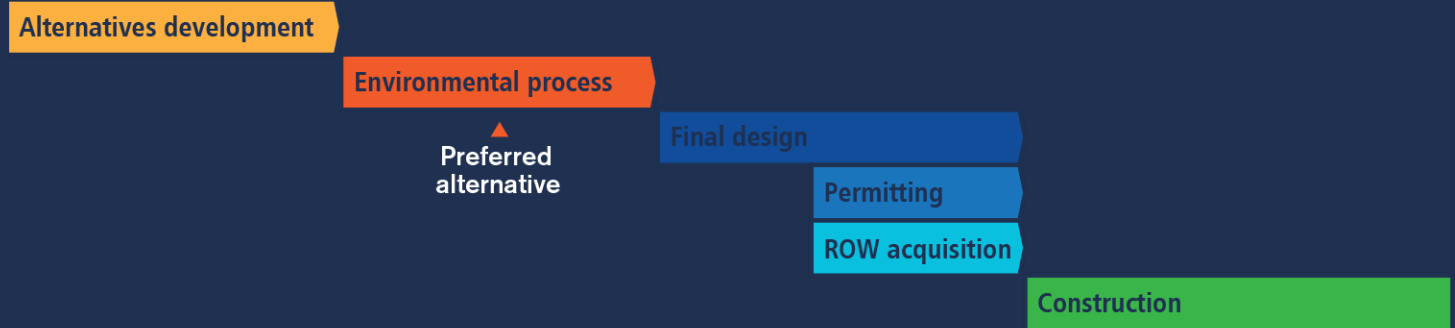 Alternatives development
Environmental process
Preferred
alternative
Final design
Permitting
ROW acquisition
Construction